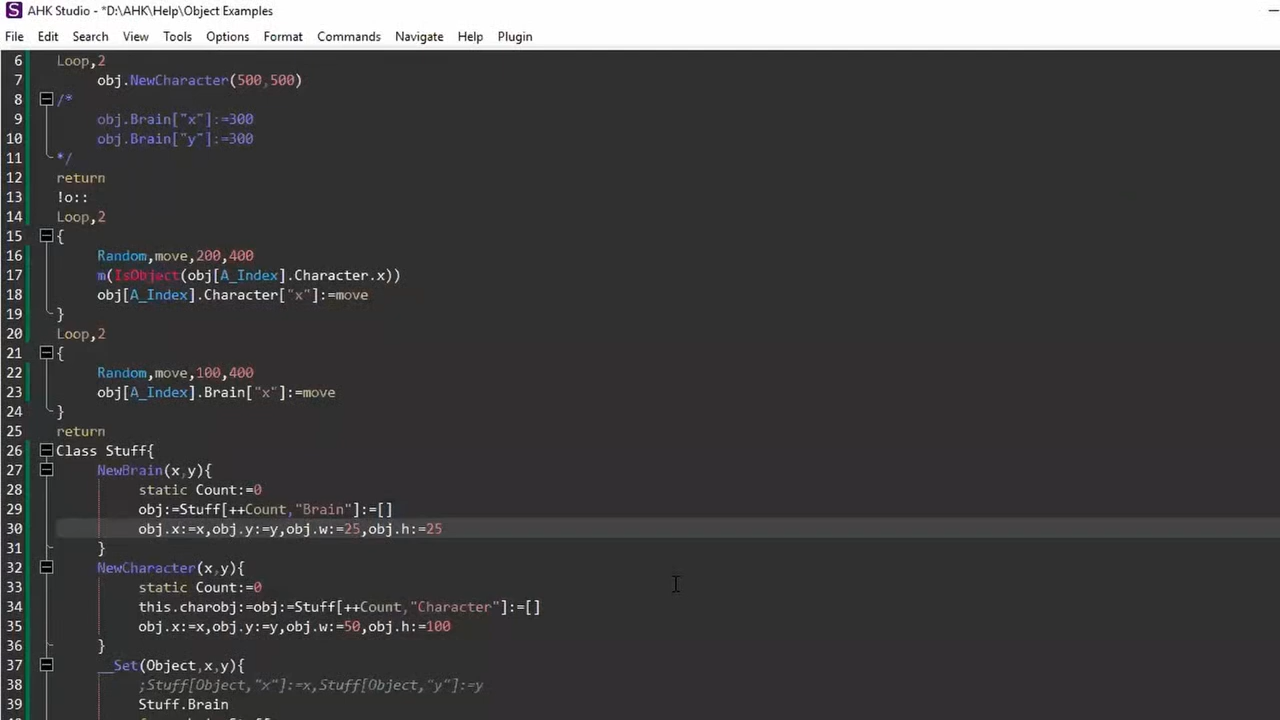 AHK Studio - *D:\AHK\Help\Object Examples
File Edit Search View Tools Options Format Commands Navigate Help Plugin
6 Loop,2
7 obj.NewCharacter(500,500)
8 /*
9 obj.Brain["x"]:=300
10 obj.Brain["y"]:=300
11 */
12 return
13 !o::
14 Loop,2
15 {
16 Random,move,200,400
17 m(IsObject(obj[A_Index].Character.x))
18 obj[A_Index].Character["x"]:=move
19 }
20 Loop,2
21 {
22 Random,move,100,400
23 obj[A_Index].Brain["x"]:=move
24 }
25 return
26 Class Stuff{
27 NewBrain(x,y){
28 static Count:=0
29 obj:=Stuff[++Count,"Brain"]:=[]
30 obj.x:=x,obj.y:=y,obj.w:=25,obj.h:=25
31 }
32 NewCharacter(x,y){
33 static Count:=0
34 this.charobj:=obj:=Stuff[++Count,"Character"]:=[]
35 obj.x:=x,obj.y:=y,obj.w:=50,obj.h:=100
36 }
37 __Set(Object,x,y){
38 ;Stuff[Object,"x"]:=x,Stuff[Object,"y"]:=y
39 Stuff.Brain